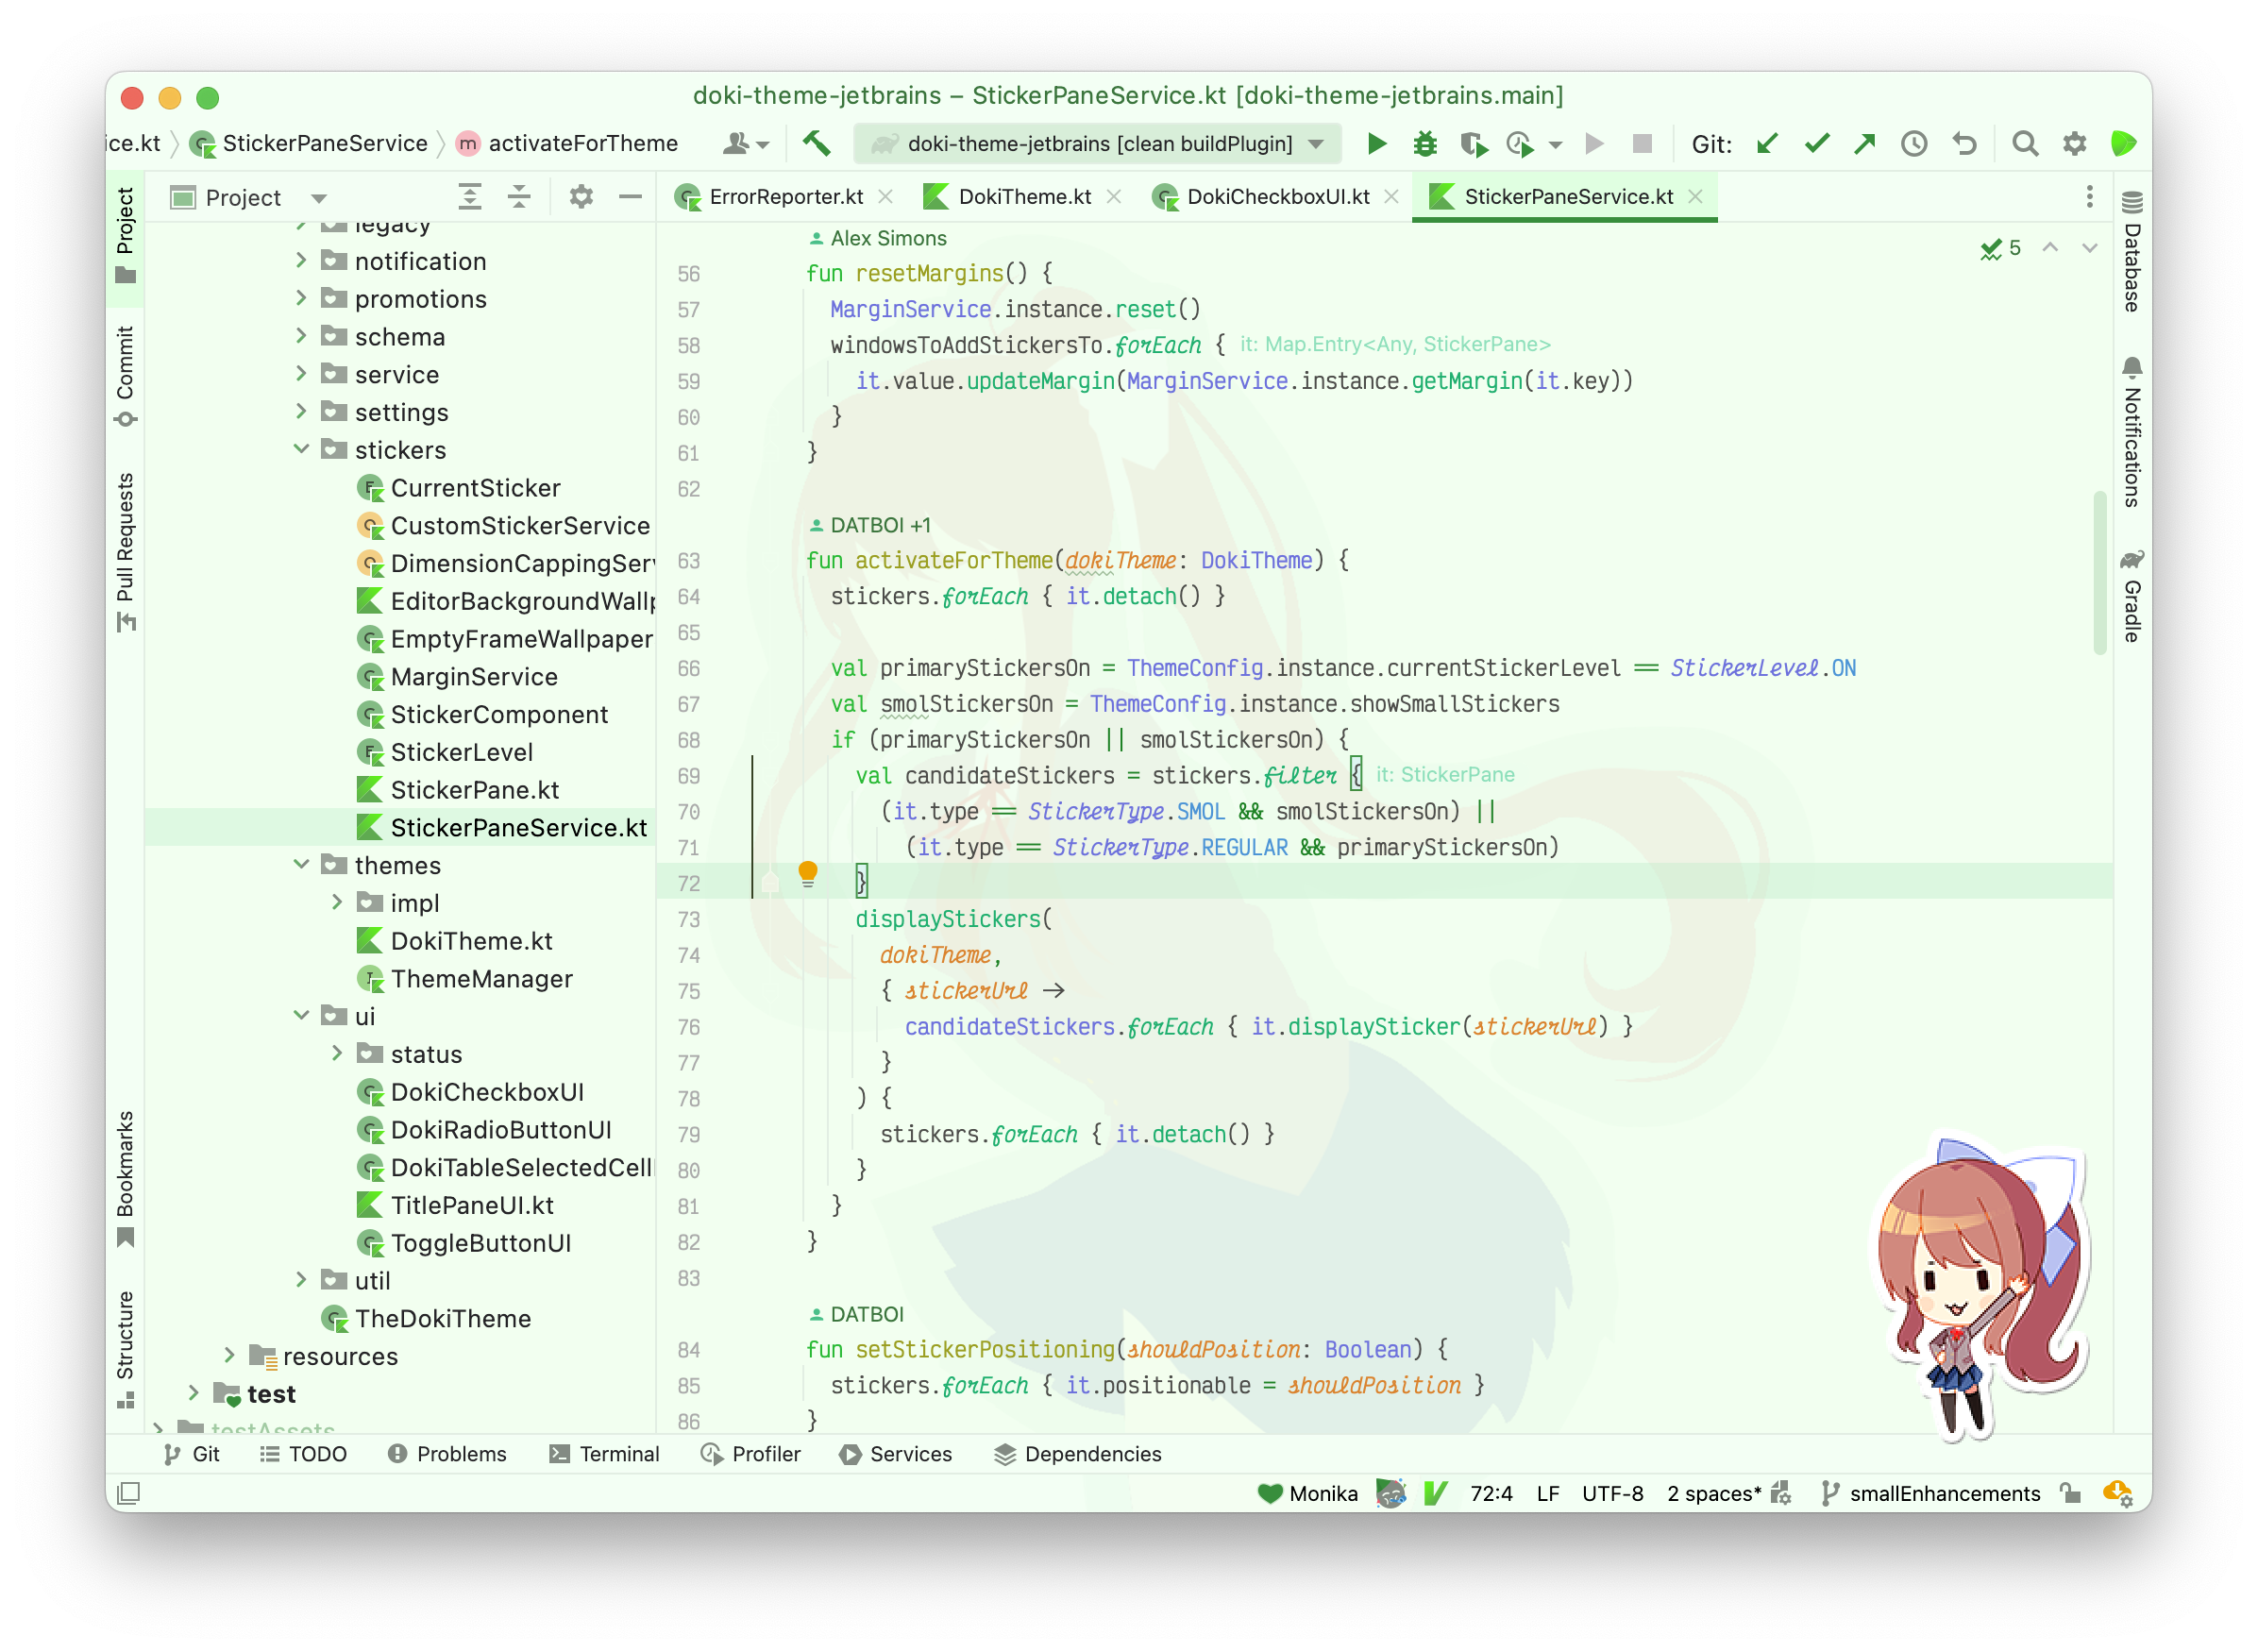 doki-theme-jetbrains – StickerPaneService.kt [doki-theme-jetbrains.main]
ice.kt StickerPaneService m activateForTheme doki-theme-jetbrains [clean buildPlugin] Git:
Project
Commit
Pull Requests
Bookmarks
Structure
Project
legacy
notification
promotions
schema
service
settings
stickers
CurrentSticker
CustomStickerService
DimensionCappingServ
EditorBackgroundWallp
EmptyFrameWallpaper
MarginService
StickerComponent
StickerLevel
StickerPane.kt
StickerPaneService.kt
themes
impl
DokiTheme.kt
ThemeManager
ui
status
DokiCheckboxUI
DokiRadioButtonUI
DokiTableSelectedCell
TitlePaneUI.kt
ToggleButtonUI
util
TheDokiTheme
resources
test
testAssets
ErrorReporter.kt DokiTheme.kt DokiCheckboxUI.kt StickerPaneService.kt
5
Alex Simons
56 fun resetMargins() {
57 MarginService.instance.reset()
58 windowsToAddStickersTo.forEach { it: Map.Entry<Any, StickerPane>
59 it.value.updateMargin(MarginService.instance.getMargin(it.key))
60 }
61 }
62
DATBOI +1
63 fun activateForTheme(dokiTheme: DokiTheme) {
64 stickers.forEach { it.detach() }
65
66 val primaryStickersOn = ThemeConfig.instance.currentStickerLevel == StickerLevel.ON
67 val smolStickersOn = ThemeConfig.instance.showSmallStickers
68 if (primaryStickersOn || smolStickersOn) {
69 val candidateStickers = stickers.filter { it: StickerPane
70 (it.type == StickerType.SMOL && smolStickersOn) ||
71 (it.type == StickerType.REGULAR && primaryStickersOn)
72 }
73 displayStickers(
74 dokiTheme,
75 { stickerUrl →
76 candidateStickers.forEach { it.displaySticker(stickerUrl) }
77 }
78 ) {
79 stickers.forEach { it.detach() }
80 }
81 }
82 }
83
DATBOI
84 fun setStickerPositioning(shouldPosition: Boolean) {
85 stickers.forEach { it.positionable = shouldPosition }
86 }
Database
Notifications
Gradle
Git TODO Problems Terminal Profiler Services Dependencies
Monika 72:4 LF UTF-8 2 spaces* smallEnhancements